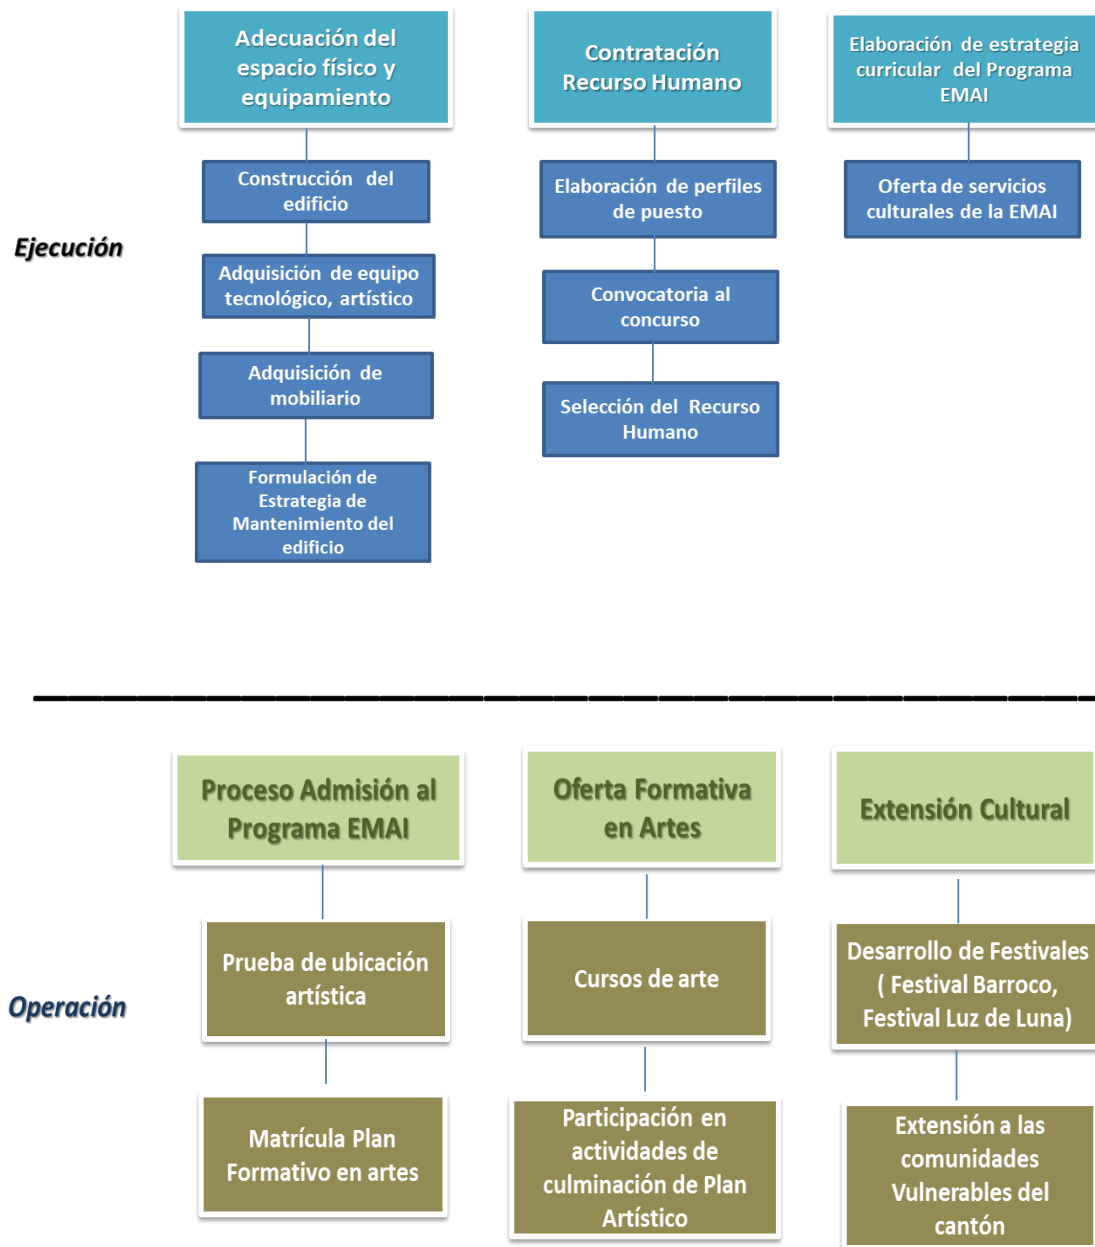 Adecuación del
espacio físico y
equipamiento
Contratación
Recurso Humano
Elaboración de estrategia
curricular del Programa
EMAI
Ejecución
Construcción del
edificio
Adquisición de equipo
tecnológico, artístico
Adquisición de
mobiliario
Formulación de
Estrategia de
Mantenimiento del
edificio
Elaboración de perfiles
de puesto
Convocatoria al
concurso
Selección del Recurso
Humano
Oferta de servicios
culturales de la EMAI
Proceso Admisión al
Programa EMAI
Oferta Formativa
en Artes
Extensión Cultural
Operación
Prueba de ubicación
artística
Matrícula Plan
Formativo en artes
Cursos de arte
Participación en
actividades de
culminación de Plan
Artístico
Desarrollo de Festivales
( Festival Barroco,
Festival Luz de Luna)
Extensión a las
comunidades
Vulnerables del
cantón